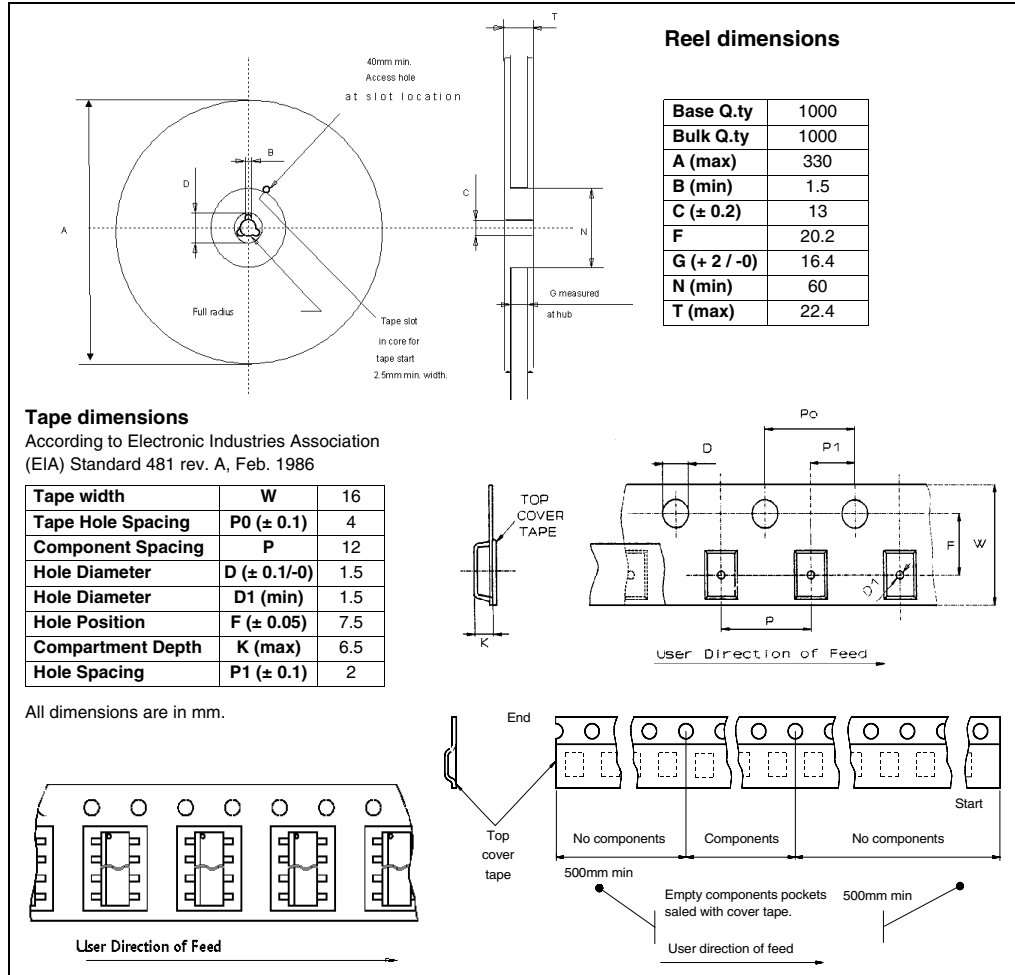 T
Reel dimensions
40mm min.
Access hole
at slot location
B
D
A
C
N
Full radius
Tape slot
in core for
tape start
2.5mm min. width.
G measured
at hub
Base Q.ty 1000
Bulk Q.ty 1000
A (max) 330
B (min) 1.5
C (± 0.2) 13
F 20.2
G (+ 2 / -0) 16.4
N (min) 60
T (max) 22.4
Tape dimensions
According to Electronic Industries Association
(EIA) Standard 481 rev. A, Feb. 1986
Tape width W 16
Tape Hole Spacing P0 (± 0.1) 4
Component Spacing P 12
Hole Diameter D (± 0.1/-0) 1.5
Hole Diameter D1 (min) 1.5
Hole Position F (± 0.05) 7.5
Compartment Depth K (max) 6.5
Hole Spacing P1 (± 0.1) 2
All dimensions are in mm.
TOP
COVER
TAPE
K
Po
D
P1
F
W
D1
P
User Direction of Feed
End
Start
Top
cover
tape
No components
Components
No components
500mm min
Empty components pockets
saled with cover tape.
500mm min
User direction of feed
User Direction of Feed